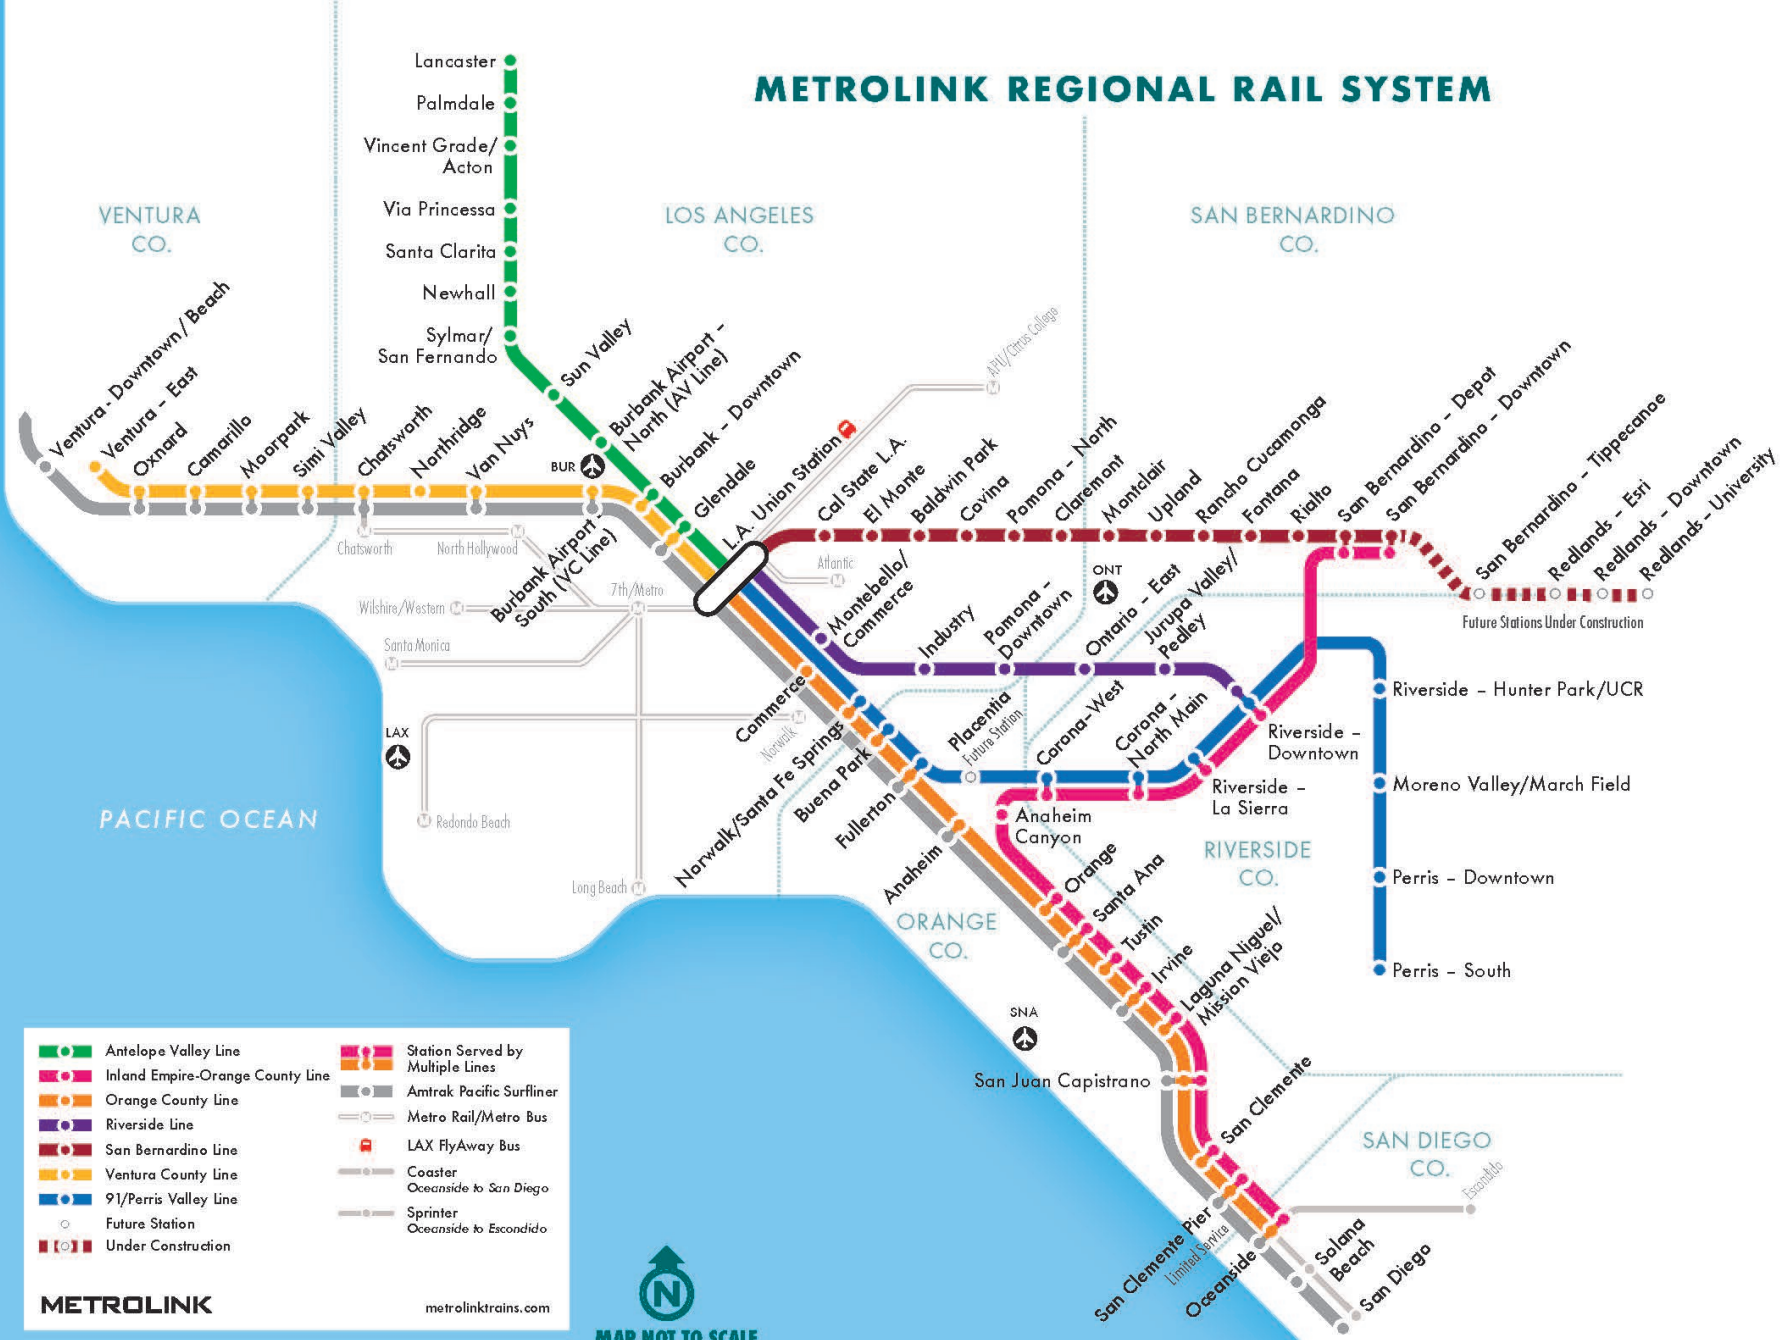 METROLINK REGIONAL RAIL SYSTEM
VENTURA
CO.
LOS ANGELES
CO.
SAN BERNARDINO
CO.
Lancaster
Palmdale
Vincent Grade/
Acton
Via Princessa
Santa Clarita
Newhall
Sylmar/
San Fernando
Sun Valley
Burbank Airport –
North (AV Line)
Burbank – Downtown
Glendale
L.A. Union Station
Ventura - Downtown/Beach
Ventura – East
Oxnard
Camarillo
Moorpark
Simi Valley
Chatsworth
Northridge
Van Nuys
BUR
Burbank Airport -
South (VC Line)
APU/Citrus College
Cal State L.A.
El Monte
Baldwin Park
Covina
Pomona – North
Claremont
Montclair
Upland
Rancho Cucamonga
Fontana
Rialto
San Bernardino – Depot
San Bernardino – Downtown
San Bernardino – Tippecanoe
Redlands – Esri
Redlands – Downtown
Redlands – University
Future Stations Under Construction
Chatsworth
North Hollywood
Atlantic
7th/Metro
Wilshire/Western
Santa Monica
Montebello/
Commerce
Industry
Pomona –
Downtown
ONT
Ontario – East
Jurupa Valley/
Pedley
Commerce
Norwalk
Norwalk/Santa Fe Springs
Buena Park
Fullerton
Placentia
Future Station
Corona–West
Corona –
North Main
Riverside –
Downtown
Riverside –
La Sierra
Riverside – Hunter Park/UCR
Moreno Valley/March Field
Perris – Downtown
Perris – South
LAX
PACIFIC OCEAN
Redondo Beach
Long Beach
Anaheim
Anaheim
Canyon
RIVERSIDE
CO.
ORANGE
CO.
Orange
Santa Ana
Tustin
Irvine
Laguna Niguel/
Mission Viejo
SNA
San Juan Capistrano
San Clemente
SAN DIEGO
CO.
Escondido
San Clemente Pier
Limited Service
Oceanside
Solana
Beach
San Diego
Antelope Valley Line
Inland Empire-Orange County Line
Orange County Line
Riverside Line
San Bernardino Line
Ventura County Line
91/Perris Valley Line
Future Station
Under Construction
Station Served by
Multiple Lines
Amtrak Pacific Surfliner
Metro Rail/Metro Bus
LAX FlyAway Bus
Coaster
Oceanside to San Diego
Sprinter
Oceanside to Escondido
METROLINK
metrolinktrains.com
N
MAP NOT TO SCALE